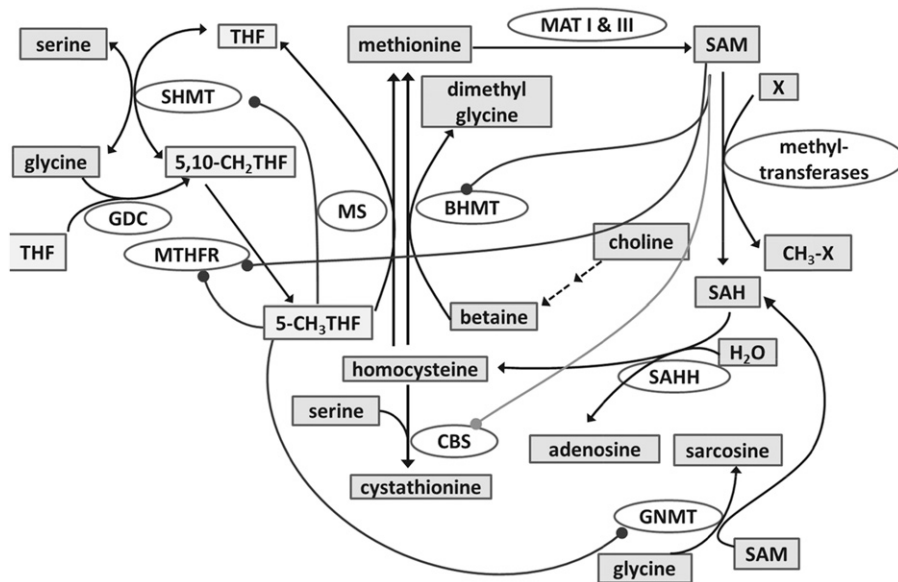 serine
THF
methionine
MAT I & III
SAM
SHMT
dimethyl
glycine
X
glycine
5,10-CH₂THF
methyl-
transferases
GDC
MS
BHMT
THF
MTHFR
choline
CH₃-X
5-CH₃THF
betaine
SAH
homocysteine
H₂O
SAHH
serine
CBS
adenosine
sarcosine
cystathionine
GNMT
glycine
SAM